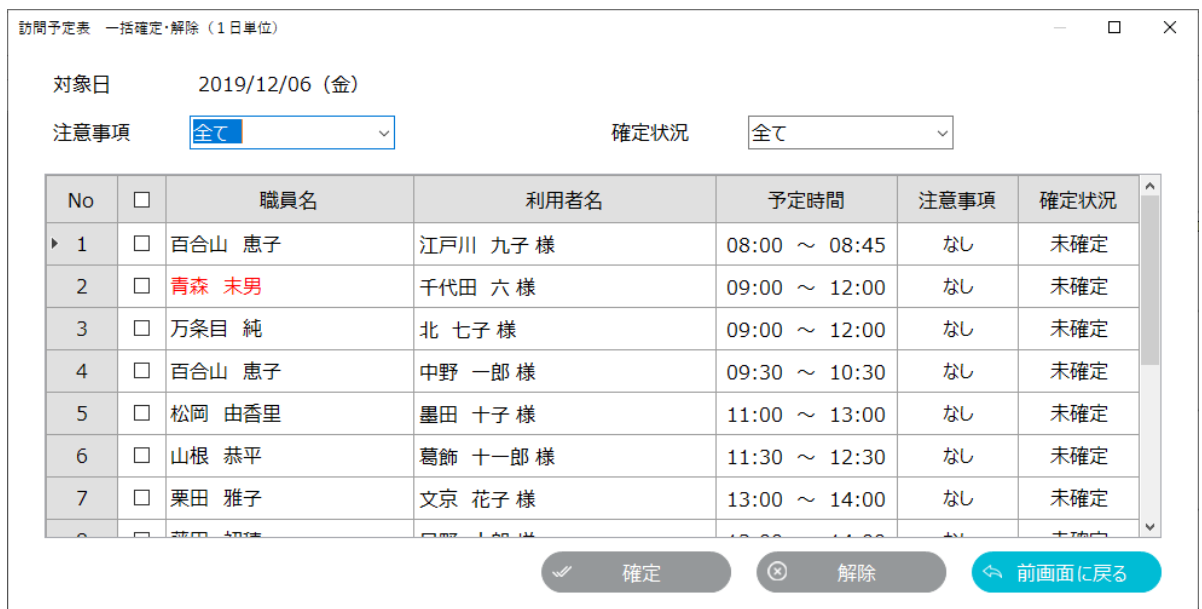 訪問予定表　一括確定･解除（１日単位）
対象日 2019/12/06（金）
注意事項 全て 確定状況 全て
No 職員名 利用者名 予定時間 注意事項 確定状況
1 百合山　恵子 江戸川　九子 様 08:00 ～ 08:45 なし 未確定
2 青森　末男 千代田　六 様 09:00 ～ 12:00 なし 未確定
3 万条目　純 北　七子 様 09:00 ～ 12:00 なし 未確定
4 百合山　恵子 中野　一郎 様 09:30 ～ 10:30 なし 未確定
5 松岡　由香里 墨田　十子 様 11:00 ～ 13:00 なし 未確定
6 山根　恭平 葛飾　十一郎 様 11:30 ～ 12:30 なし 未確定
7 栗田　雅子 文京　花子 様 13:00 ～ 14:00 なし 未確定
確定 解除 前画面に戻る